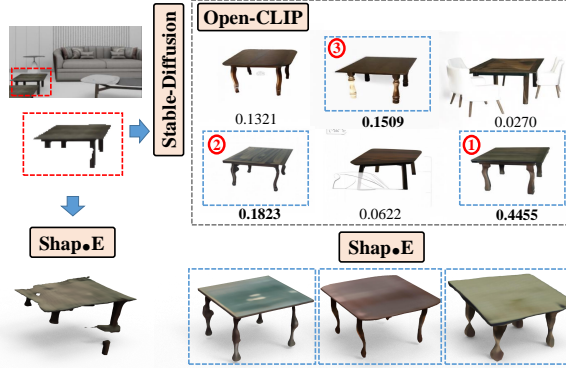 Stable-Diffusion
Open-CLIP
3
0.1321
0.1509
0.0270
2
1
0.1823
0.0622
0.4455
Shap•E
Shap•E